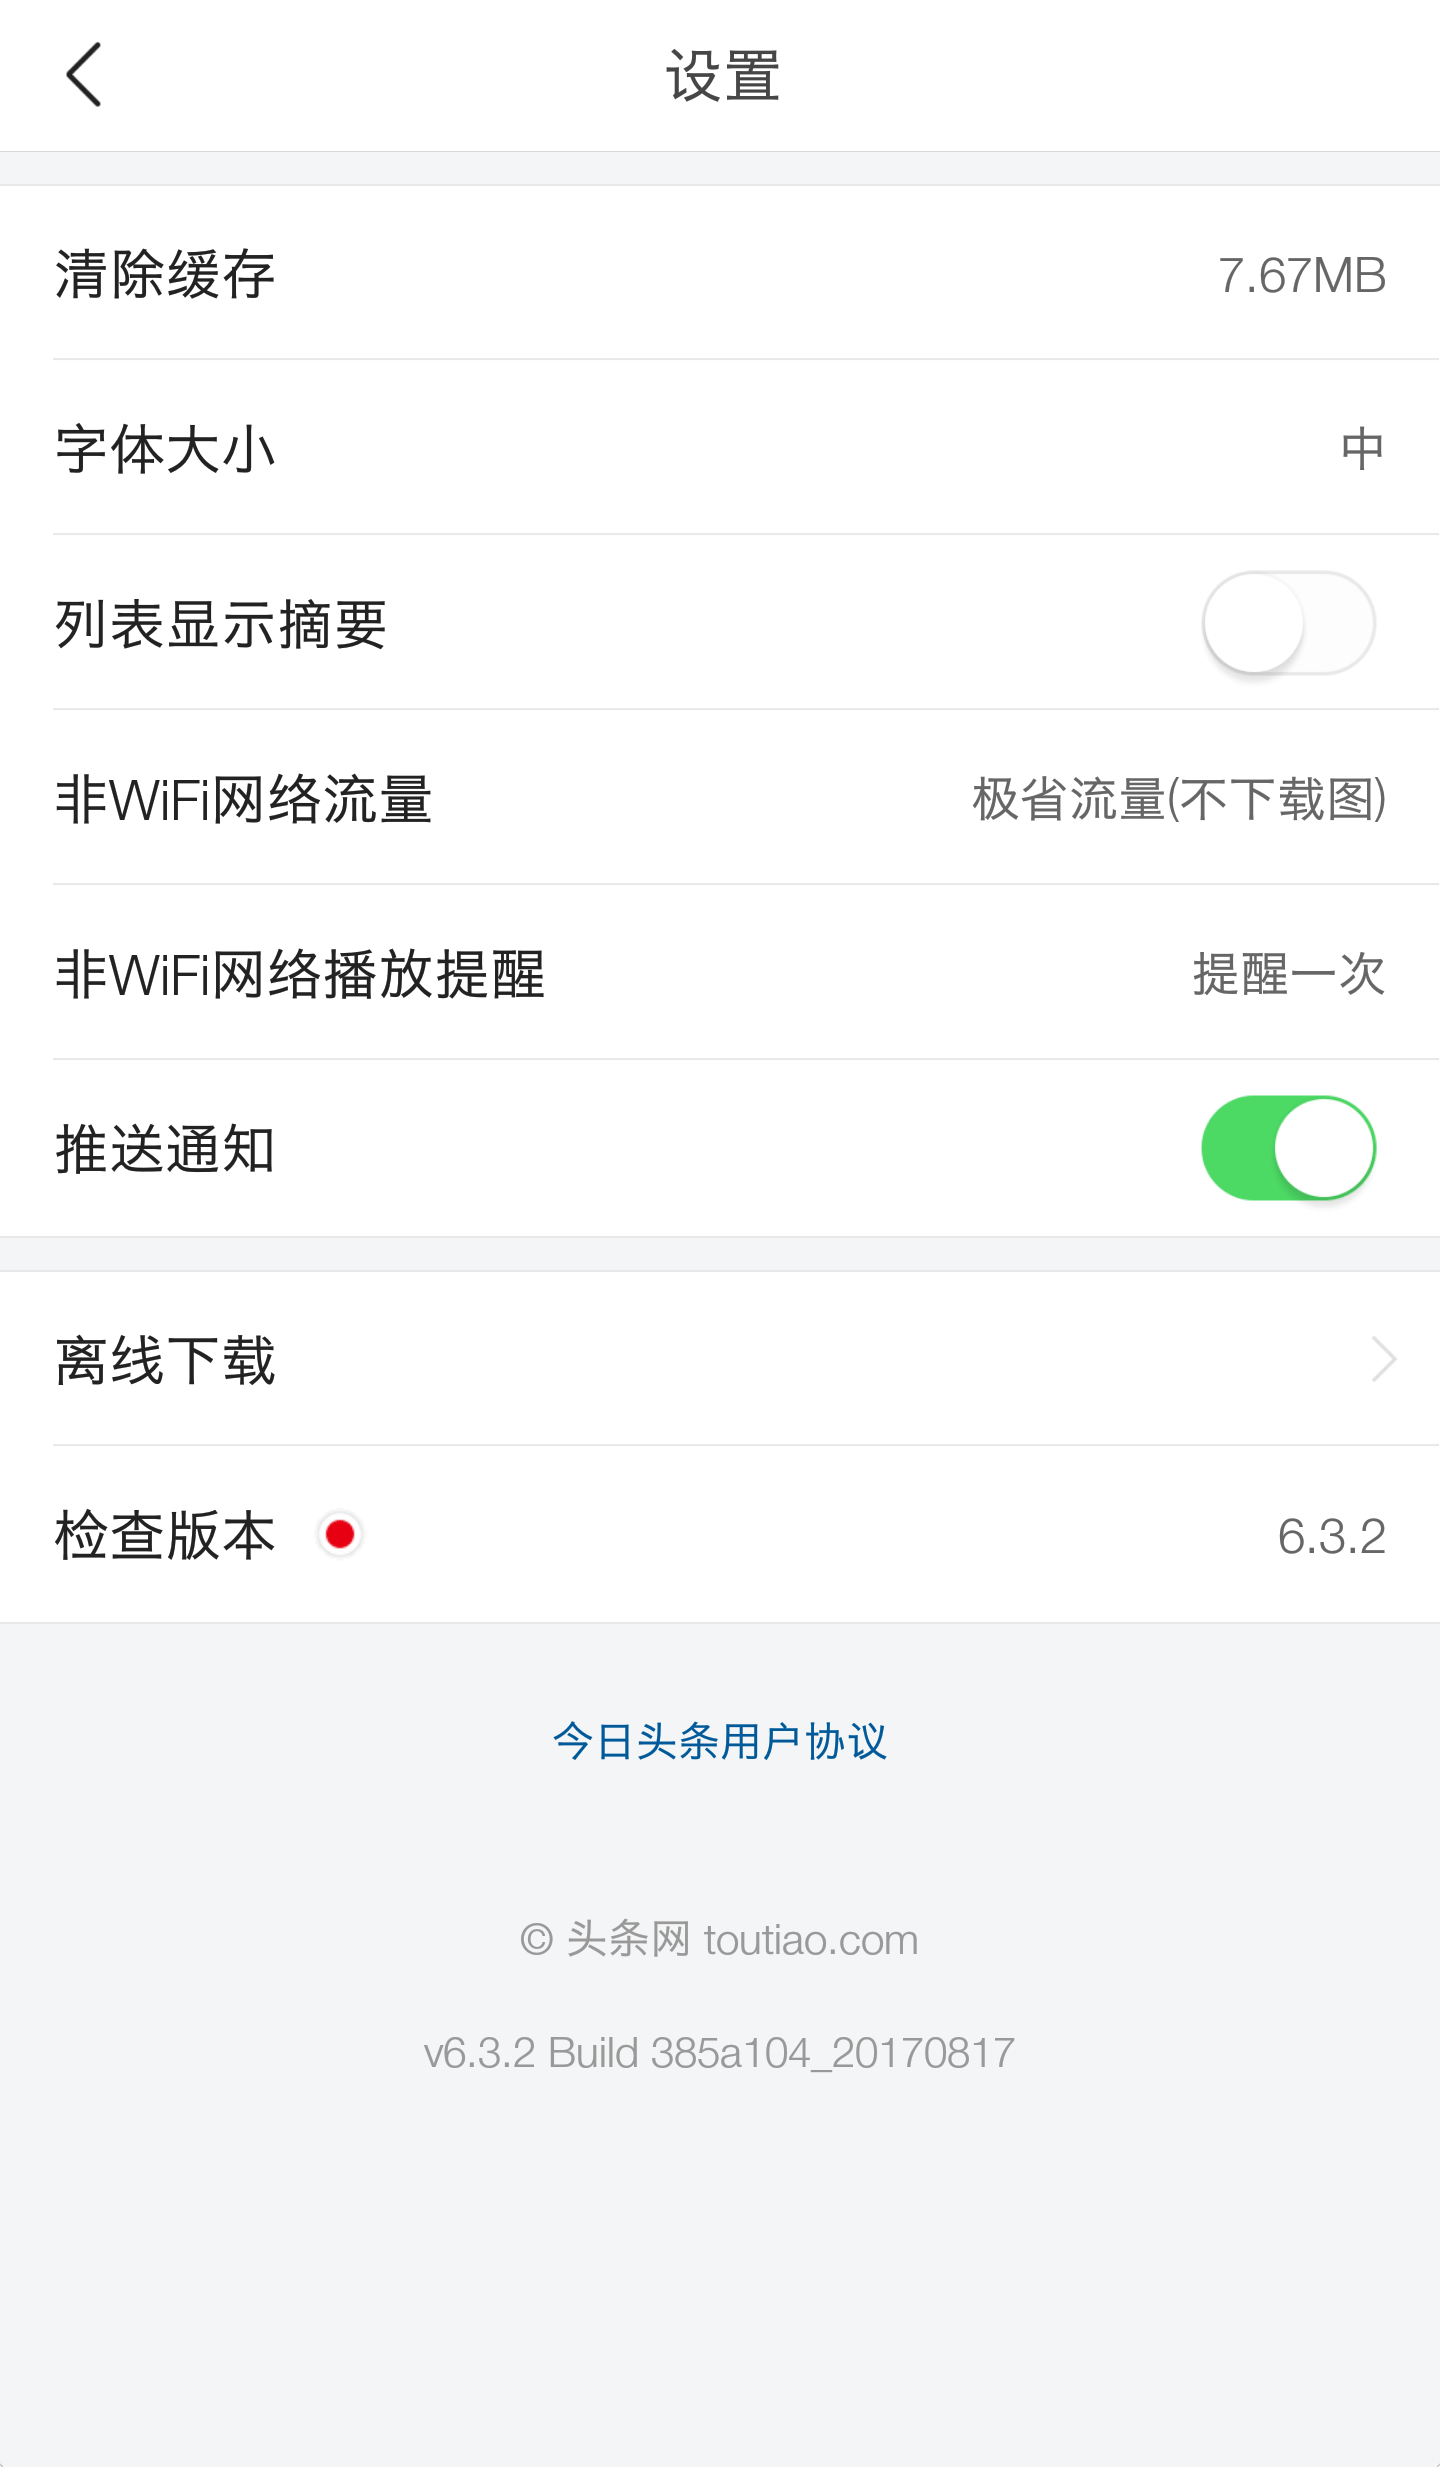 设置
清除缓存 7.67MB
字体大小 中
列表显示摘要
非WiFi网络流量 极省流量(不下载图)
非WiFi网络播放提醒 提醒一次
推送通知
离线下载
检查版本 6.3.2
今日头条用户协议
© 头条网 toutiao.com
v6.3.2 Build 385a104_20170817